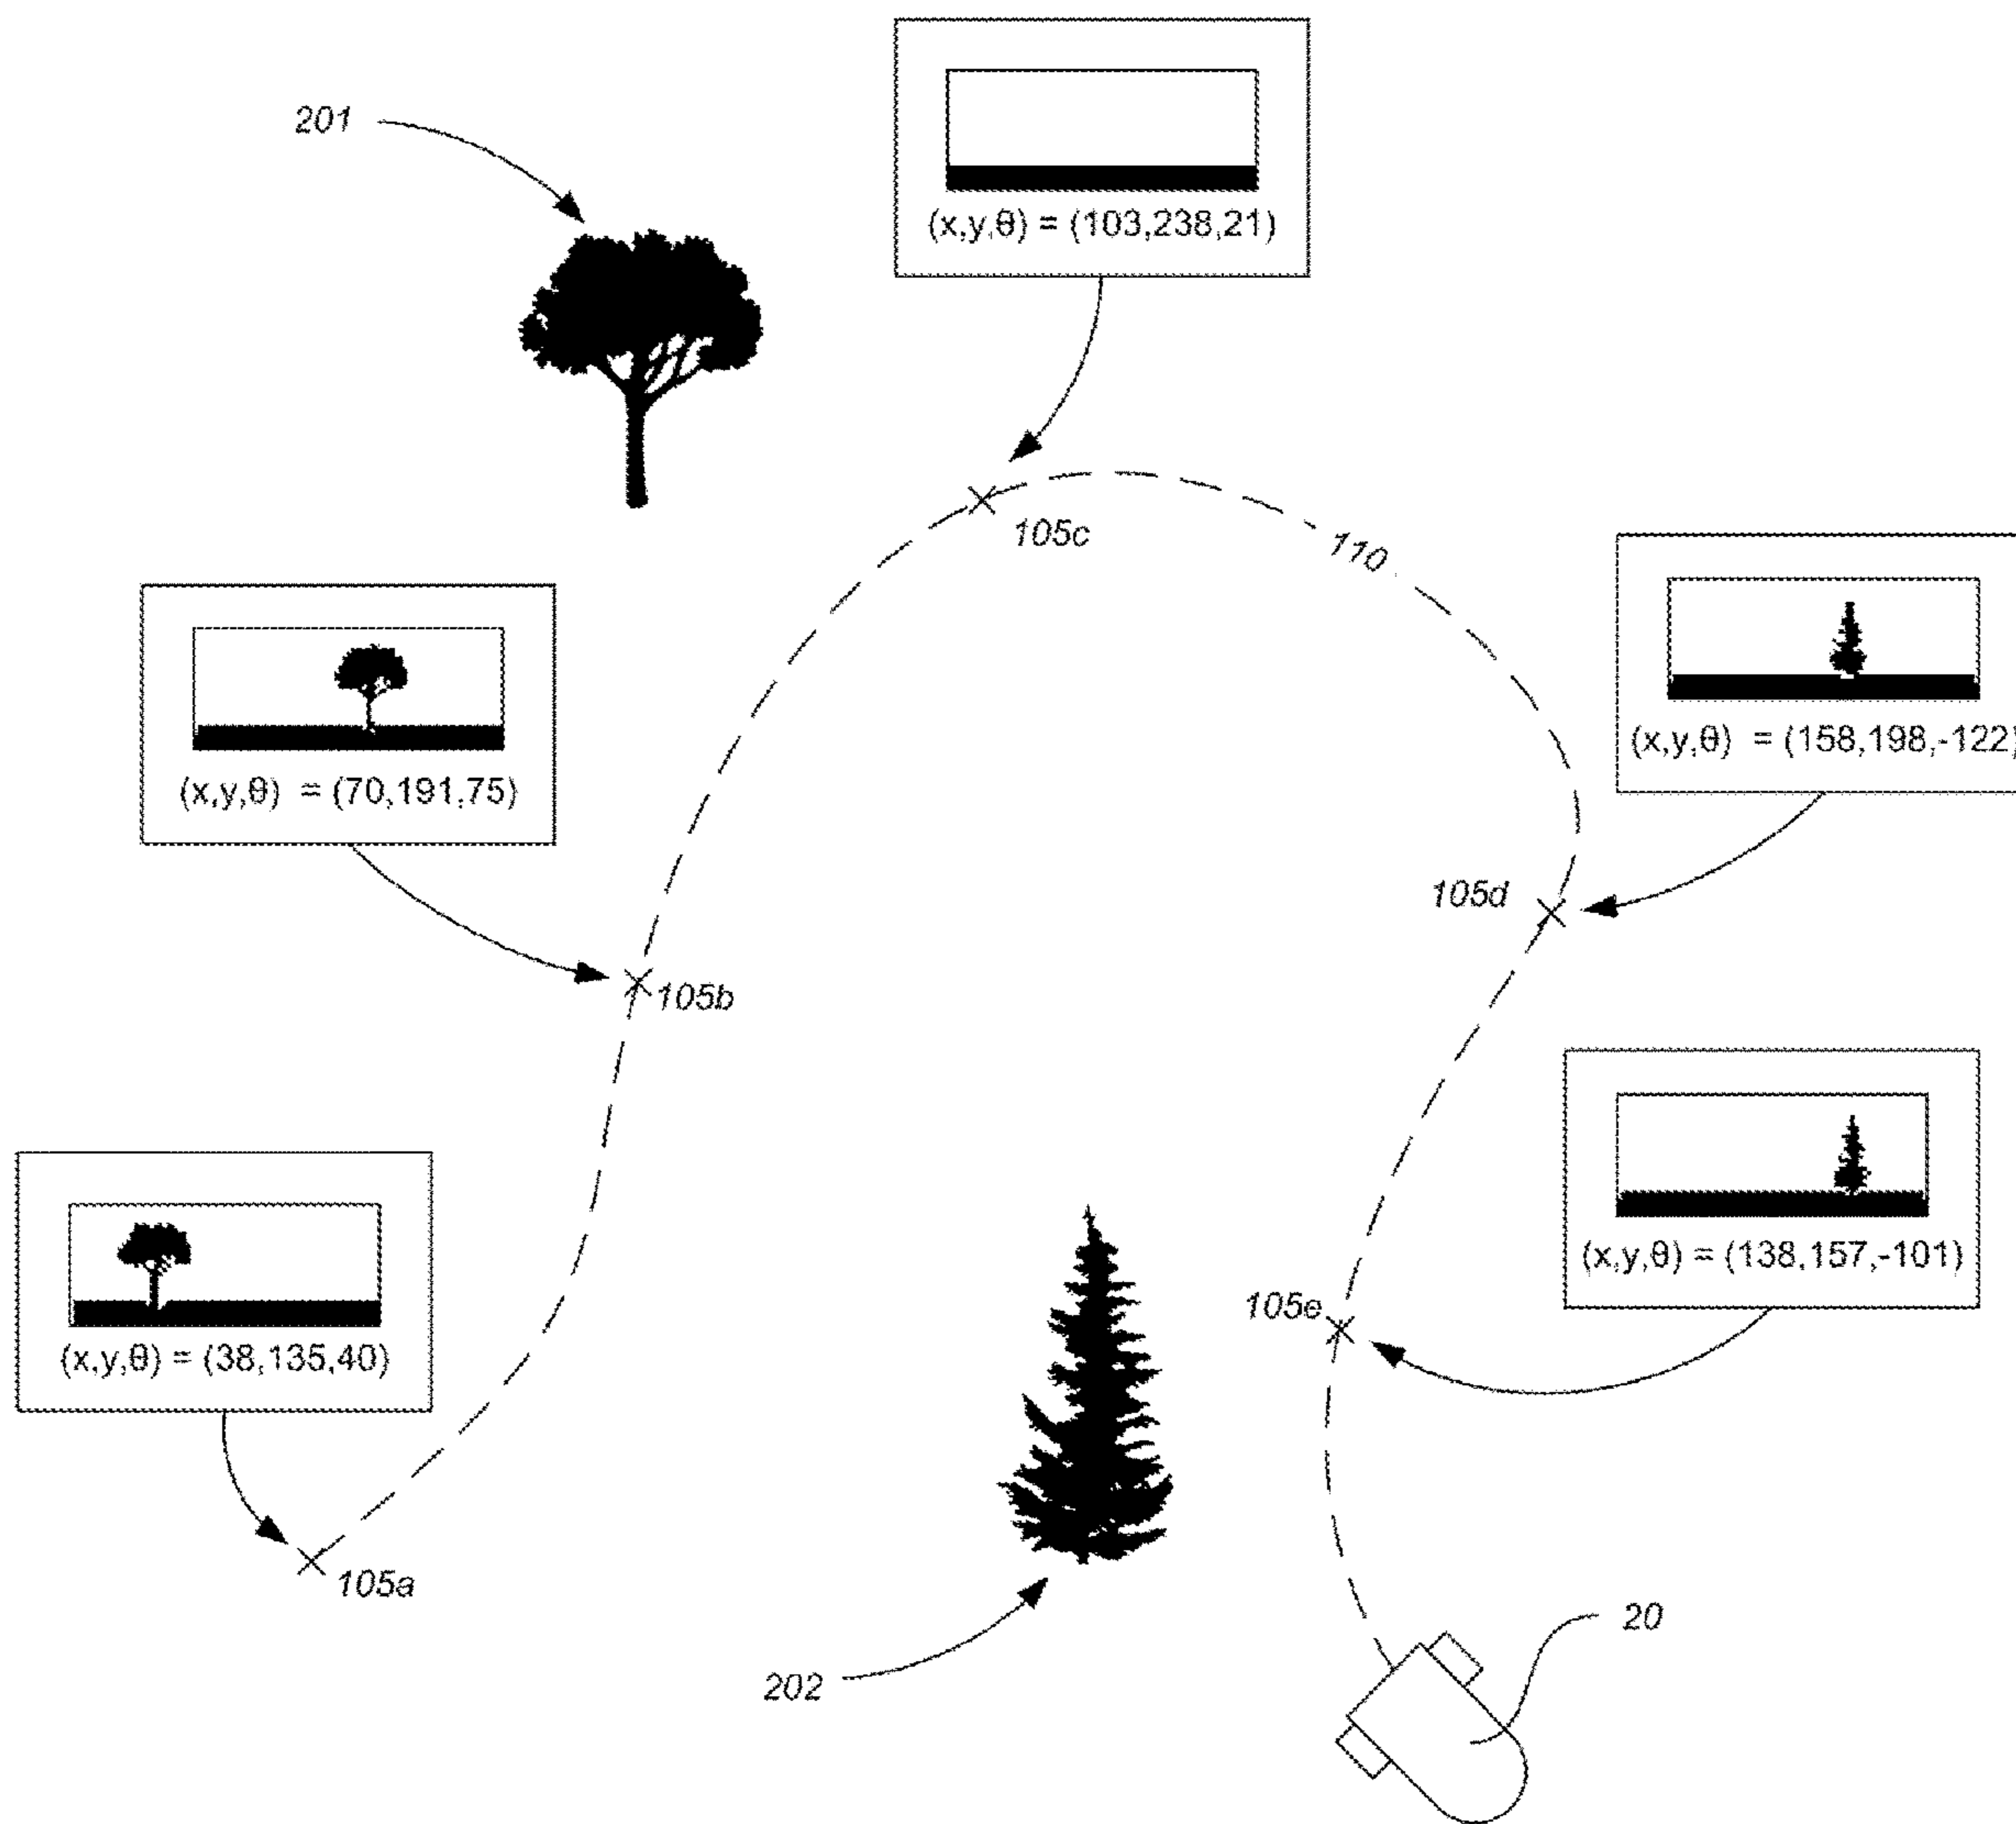 201
(x,y,θ) = (103,238,21)
105c
110
(x,y,θ) = (70,191,75)
(x,y,θ) = (158,198,-122)
105d
105b
(x,y,θ) = (138,157,-101)
105e
(x,y,θ) = (38,135,40)
105a
20
202